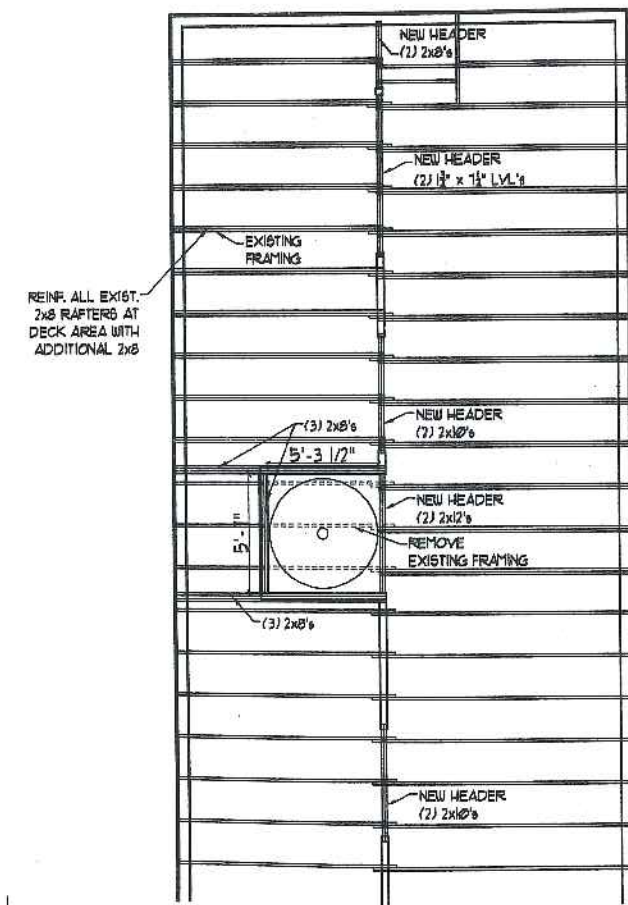 NEW HEADER
(2) 2x8's
NEW HEADER
(2) 1¾" x 7¼" LVL's
EXISTING
FRAMING
REINF. ALL EXIST.
2x8 RAFTERS AT
DECK AREA WITH
ADDITIONAL 2x8
NEW HEADER
(2) 2x10's
(3) 2x8's
5'-3 1/2"
NEW HEADER
(2) 2x12's
5'-7"
REMOVE
EXISTING FRAMING
(3) 2x8's
NEW HEADER
(2) 2x10's